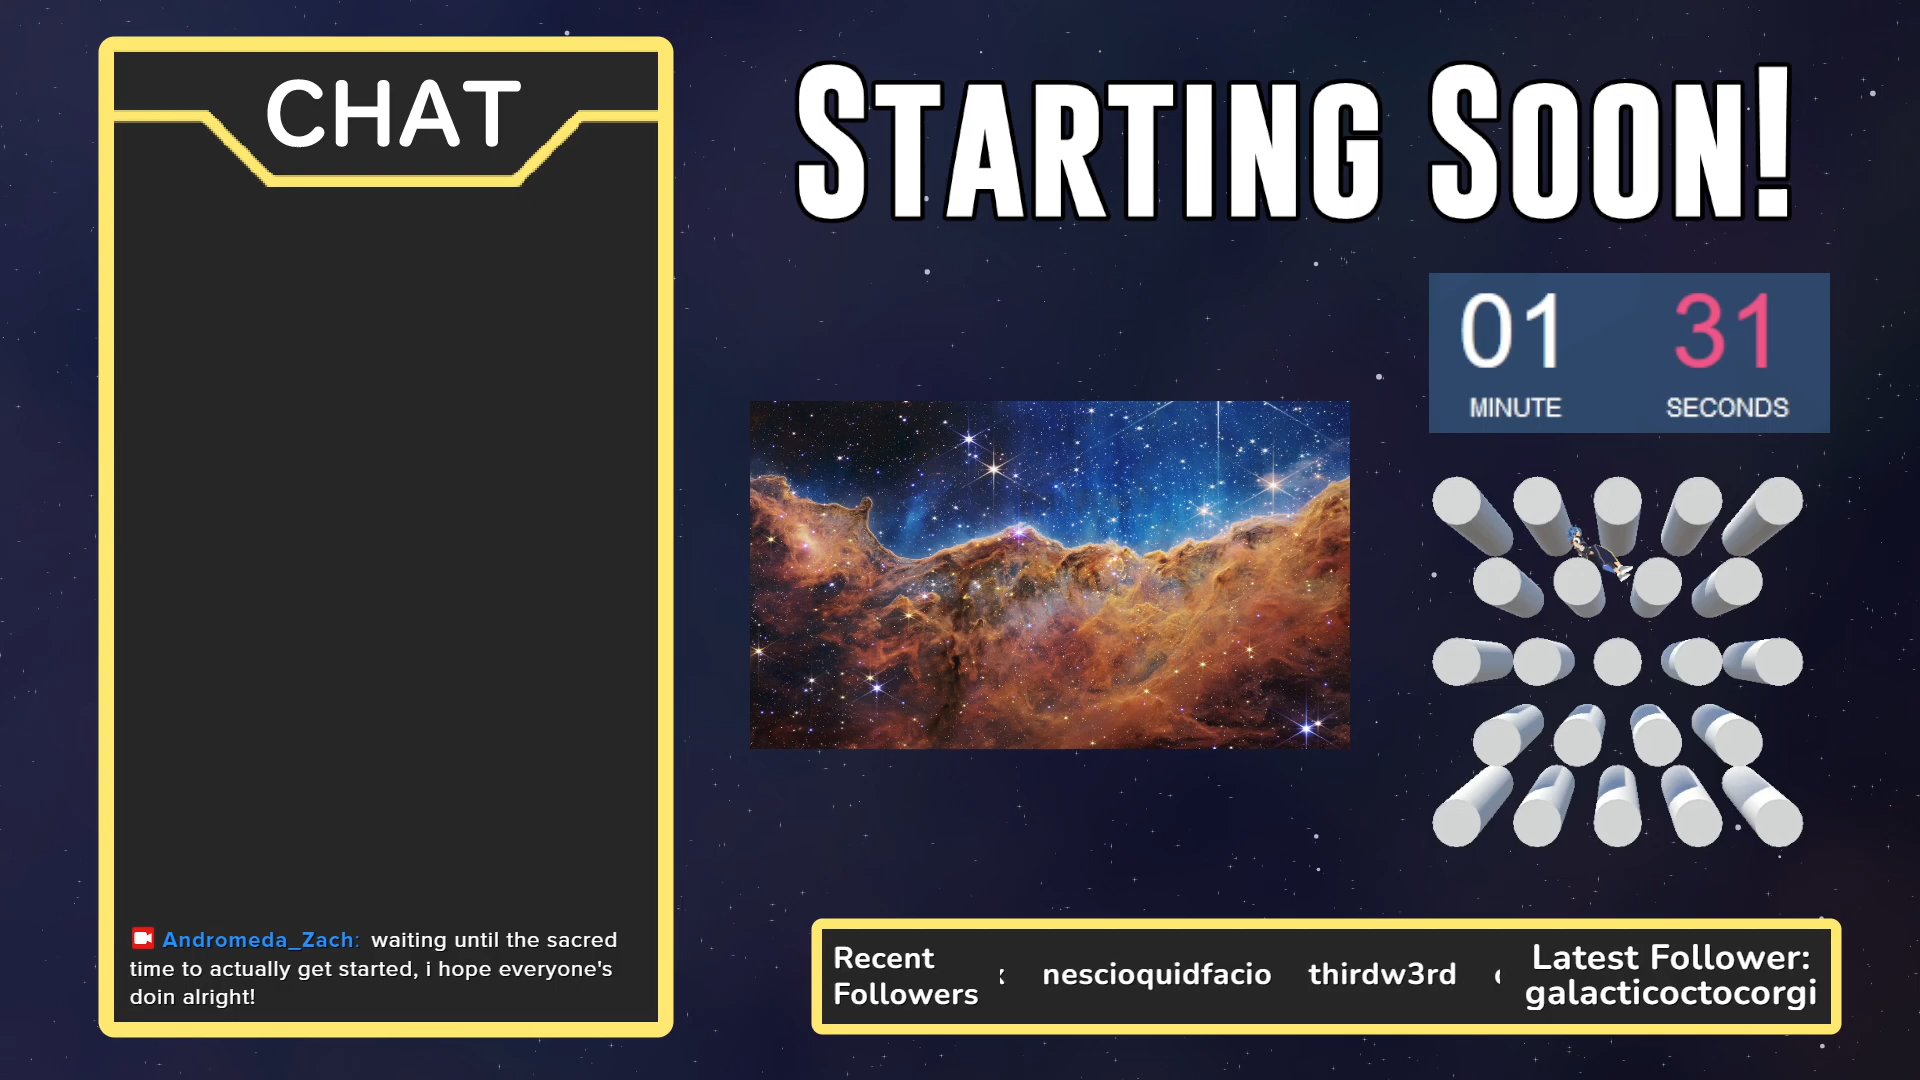 CHAT
STARTING SOON!
01 31
MINUTE SECONDS
Andromeda_Zach: waiting until the sacred
time to actually get started, i hope everyone's
doin alright!
Recent
Followers
nescioquidfacio thirdw3rd
Latest Follower:
galacticoctocorgi